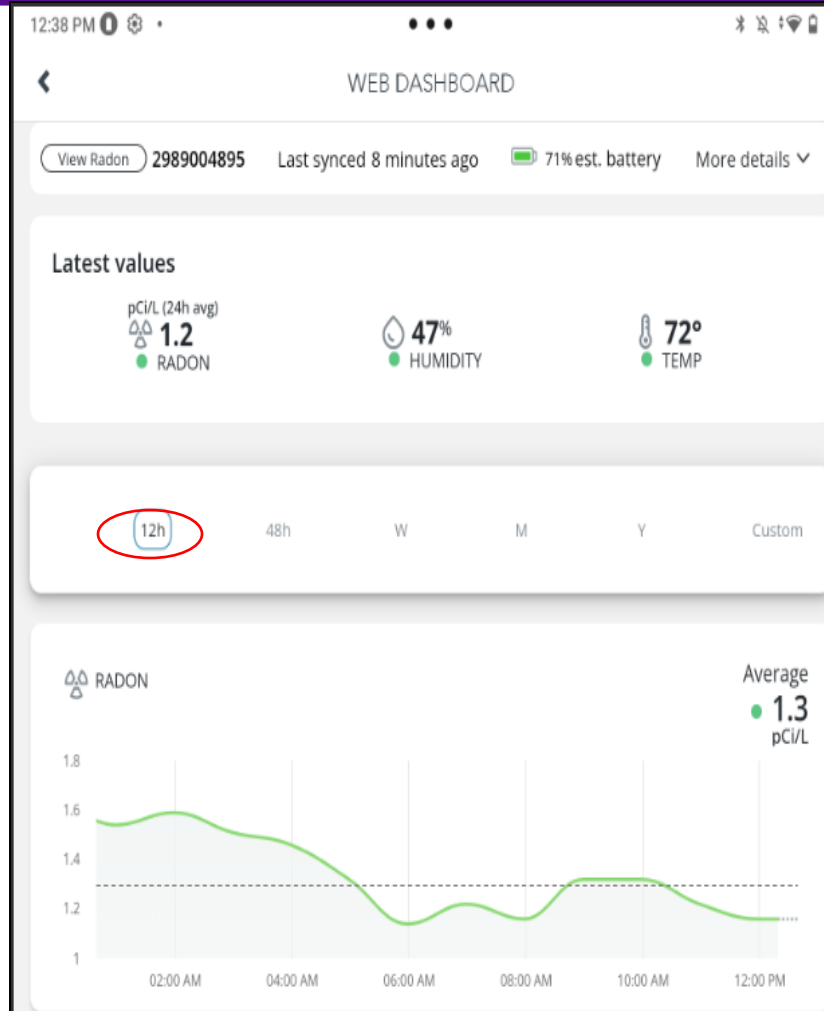 12:38 PM
WEB DASHBOARD
View Radon 2989004895 Last synced 8 minutes ago 71% est. battery More details
Latest values
pCi/L (24h avg)
1.2 47% 72°
RADON HUMIDITY TEMP
12h 48h W M Y Custom
RADON Average
1.3
pCi/L
1.8
1.6
1.4
1.2
1
02:00 AM 04:00 AM 06:00 AM 08:00 AM 10:00 AM 12:00 PM